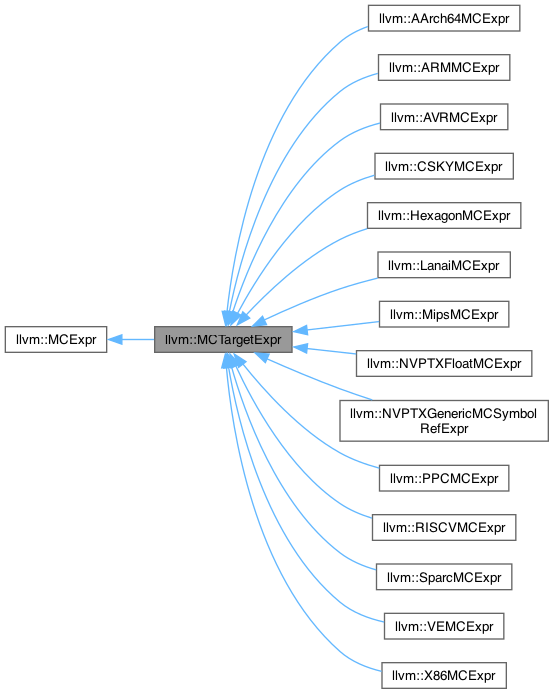 llvm::AArch64MCExpr
llvm::ARMMCExpr
llvm::AVRMCExpr
llvm::CSKYMCExpr
llvm::HexagonMCExpr
llvm::LanaiMCExpr
llvm::MipsMCExpr
llvm::MCExpr
llvm::MCTargetExpr
llvm::NVPTXFloatMCExpr
llvm::NVPTXGenericMCSymbol
RefExpr
llvm::PPCMCExpr
llvm::RISCVMCExpr
llvm::SparcMCExpr
llvm::VEMCExpr
llvm::X86MCExpr